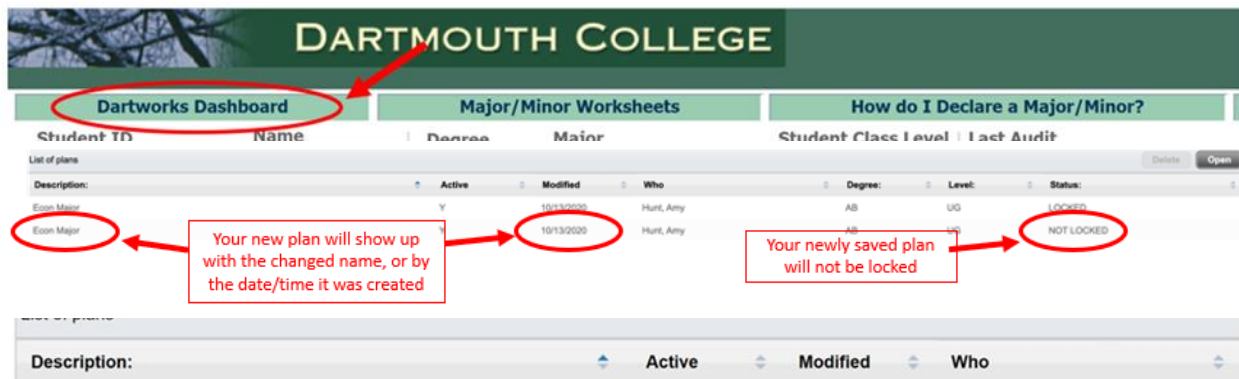 DARTMOUTH COLLEGE
Dartworks Dashboard Major/Minor Worksheets How do I Declare a Major/Minor?
Student ID Name Degree Major Student Class Level Last Audit
List of plans Delete Open
Description: Active Modified Who Degree: Level: Status:
Econ Major Y 10/13/2020 Hunt, Amy AB UG LOCKED
Econ Major Y 10/13/2020 Hunt, Amy AB UG NOT LOCKED
Your new plan will show up
with the changed name, or by
the date/time it was created
Your newly saved plan
will not be locked
List of plans
Description: Active Modified Who